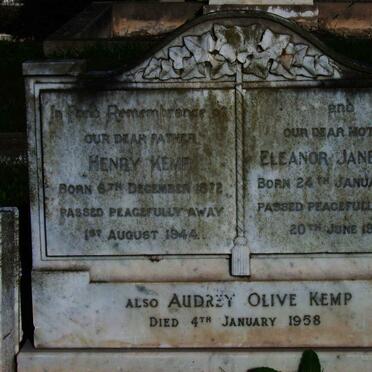 In Fond Remembrance of
OUR DEAR FATHER
HENRY KEMP
BORN 6TH DECEMBER 1872
PASSED PEACEFULLY AWAY
1ST AUGUST 1944.
and
OUR DEAR MOT
ELEANOR JANE
BORN 24TH JANUA
PASSED PEACEFULL
20TH JUNE 19
ALSO AUDREY OLIVE KEMP
DIED 4TH JANUARY 1958